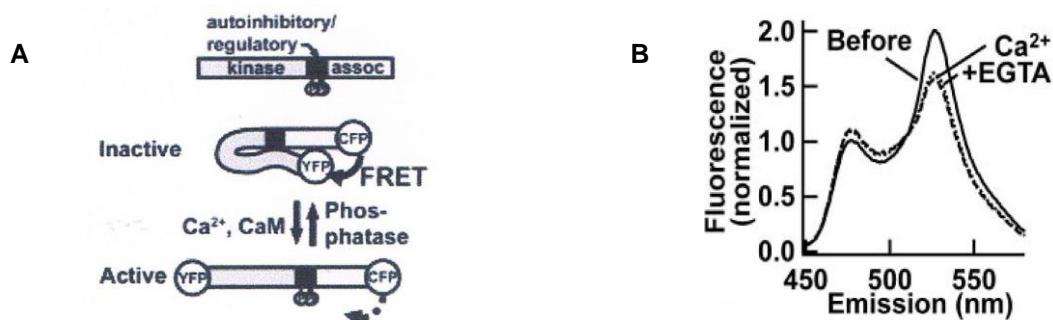 A
autoinhibitory/
regulatory
kinase
assoc
Inactive
CFP
YFP
FRET
Ca²⁺, CaM
Phos-
phatase
Active
YFP
CFP
B
Fluorescence
(normalized)
2.0
1.5
1.0
0.5
0.0
Before
Ca²⁺
+EGTA
450
500
550
Emission (nm)